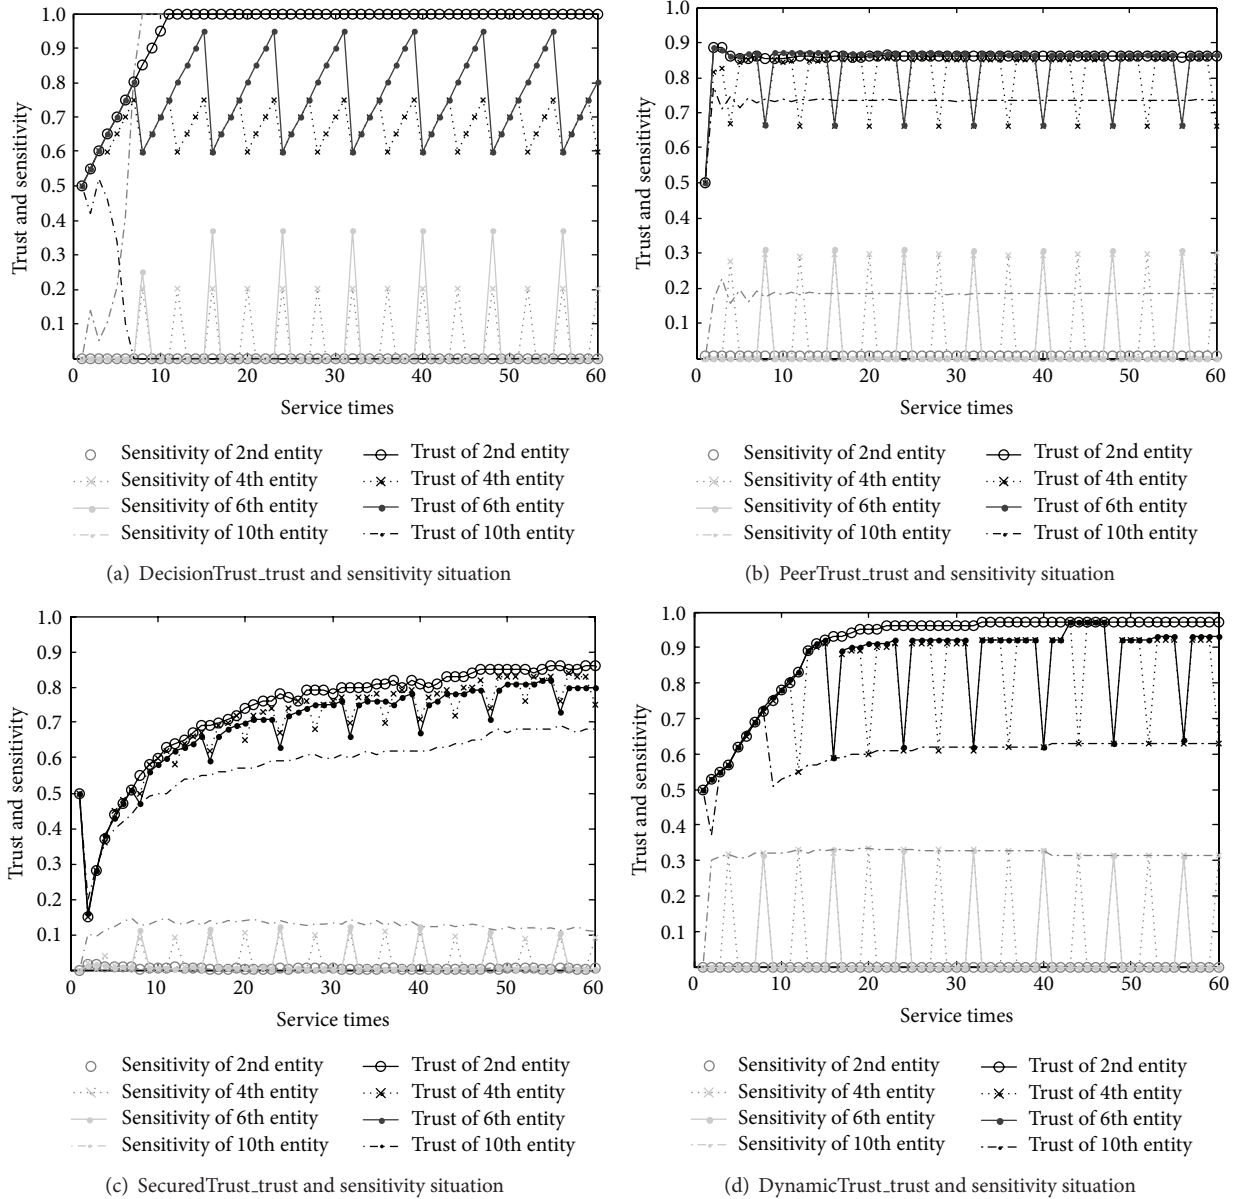 Trust and sensitivity
1.0
0.9
0.8
0.7
0.6
0.5
0.4
0.3
0.2
0.1
0 10 20 30 40 50 60
Service times
Sensitivity of 2nd entity
Sensitivity of 4th entity
Sensitivity of 6th entity
Sensitivity of 10th entity
Trust of 2nd entity
Trust of 4th entity
Trust of 6th entity
Trust of 10th entity
(a) DecisionTrust_trust and sensitivity situation
Trust and sensitivity
1.0
0.9
0.8
0.7
0.6
0.5
0.4
0.3
0.2
0.1
0 10 20 30 40 50 60
Service times
Sensitivity of 2nd entity
Sensitivity of 4th entity
Sensitivity of 6th entity
Sensitivity of 10th entity
Trust of 2nd entity
Trust of 4th entity
Trust of 6th entity
Trust of 10th entity
(b) PeerTrust_trust and sensitivity situation
Trust and sensitivity
1.0
0.9
0.8
0.7
0.6
0.5
0.4
0.3
0.2
0.1
0 10 20 30 40 50 60
Service times
Sensitivity of 2nd entity
Sensitivity of 4th entity
Sensitivity of 6th entity
Sensitivity of 10th entity
Trust of 2nd entity
Trust of 4th entity
Trust of 6th entity
Trust of 10th entity
(c) SecuredTrust_trust and sensitivity situation
Trust and sensitivity
1.0
0.9
0.8
0.7
0.6
0.5
0.4
0.3
0.2
0.1
0 10 20 30 40 50 60
Service times
Sensitivity of 2nd entity
Sensitivity of 4th entity
Sensitivity of 6th entity
Sensitivity of 10th entity
Trust of 2nd entity
Trust of 4th entity
Trust of 6th entity
Trust of 10th entity
(d) DynamicTrust_trust and sensitivity situation